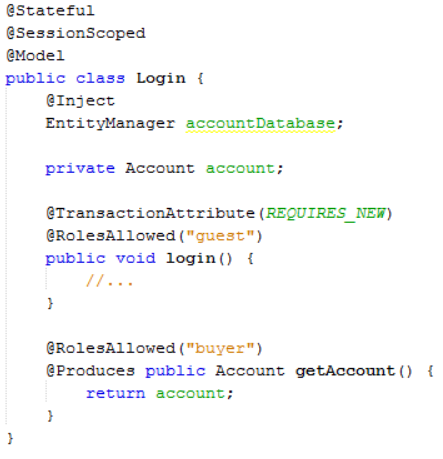 @Stateful
@SessionScoped
@Model
public class Login {
    @Inject
    EntityManager accountDatabase;

    private Account account;

    @TransactionAttribute(REQUIRES_NEW)
    @RolesAllowed("guest")
    public void login() {
        //...
    }

    @RolesAllowed("buyer")
    @Produces public Account getAccount() {
        return account;
    }
}